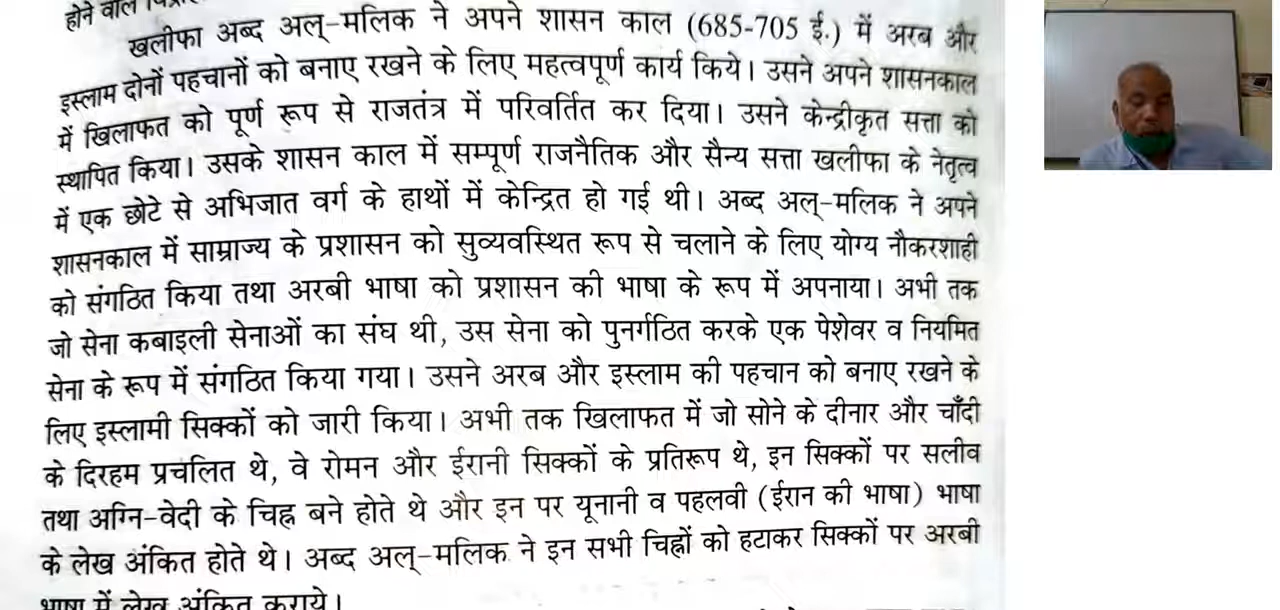 होने वाले
खलीफा अब्द अल्-मलिक ने अपने शासन काल (685-705 ई.) में अरब और
इस्लाम दोनों पहचानों को बनाए रखने के लिए महत्वपूर्ण कार्य किये। उसने अपने शासनकाल
में खिलाफत को पूर्ण रूप से राजतंत्र में परिवर्तित कर दिया। उसने केन्द्रीकृत सत्ता को
स्थापित किया। उसके शासन काल में सम्पूर्ण राजनैतिक और सैन्य सत्ता खलीफा के नेतृत्व
में एक छोटे से अभिजात वर्ग के हाथों में केन्द्रित हो गई थी। अब्द अल्-मलिक ने अपने
शासनकाल में साम्राज्य के प्रशासन को सुव्यवस्थित रूप से चलाने के लिए योग्य नौकरशाही
को संगठित किया तथा अरबी भाषा को प्रशासन की भाषा के रूप में अपनाया। अभी तक
जो सेना कबाइली सेनाओं का संघ थी, उस सेना को पुनर्गठित करके एक पेशेवर व नियमित
सेना के रूप में संगठित किया गया। उसने अरब और इस्लाम की पहचान को बनाए रखने के
लिए इस्लामी सिक्कों को जारी किया। अभी तक खिलाफत में जो सोने के दीनार और चाँदी
के दिरहम प्रचलित थे, वे रोमन और ईरानी सिक्कों के प्रतिरूप थे, इन सिक्कों पर सलीव
तथा अग्नि-वेदी के चिह्न बने होते थे और इन पर यूनानी व पहलवी (ईरान की भाषा) भाषा
के लेख अंकित होते थे। अब्द अल्-मलिक ने इन सभी चिह्नों को हटाकर सिक्कों पर अरबी
भाषा में लेख अंकित कराये।